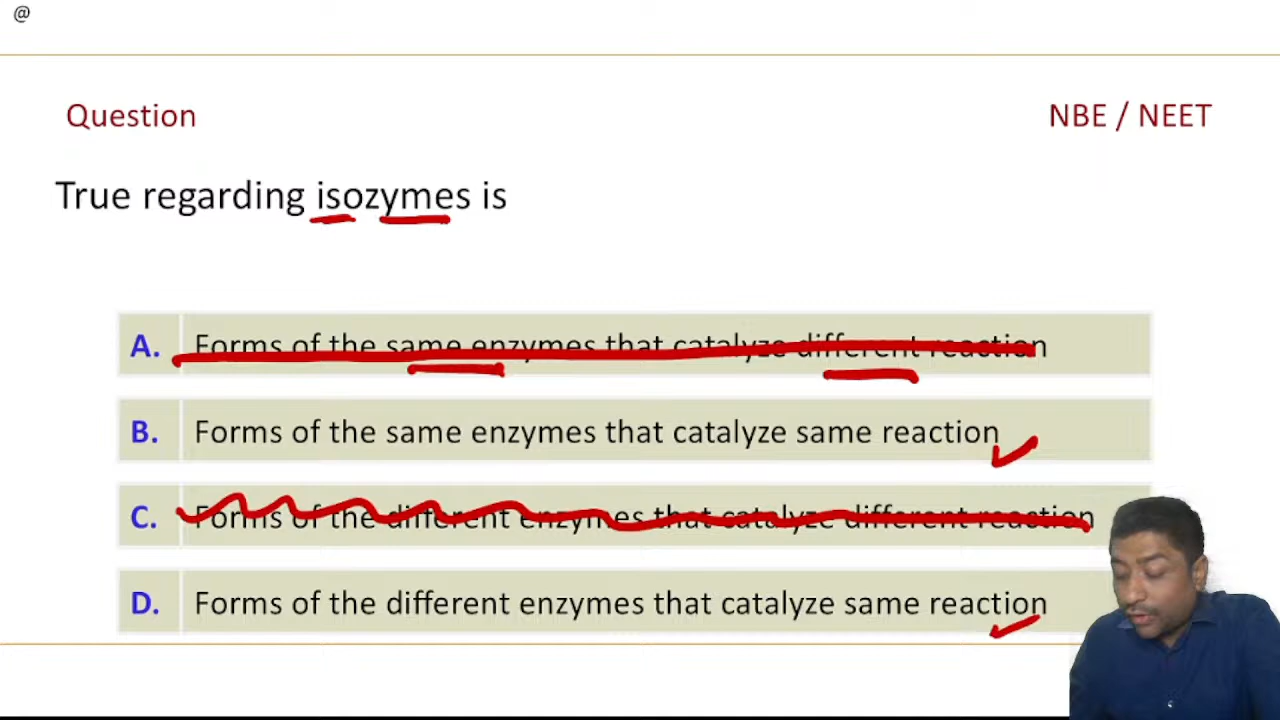 @
Question NBE / NEET
True regarding isozymes is
A. Forms of the same enzymes that catalyze different reaction
B. Forms of the same enzymes that catalyze same reaction
C. Forms of the different enzymes that catalyze different reaction
D. Forms of the different enzymes that catalyze same reaction